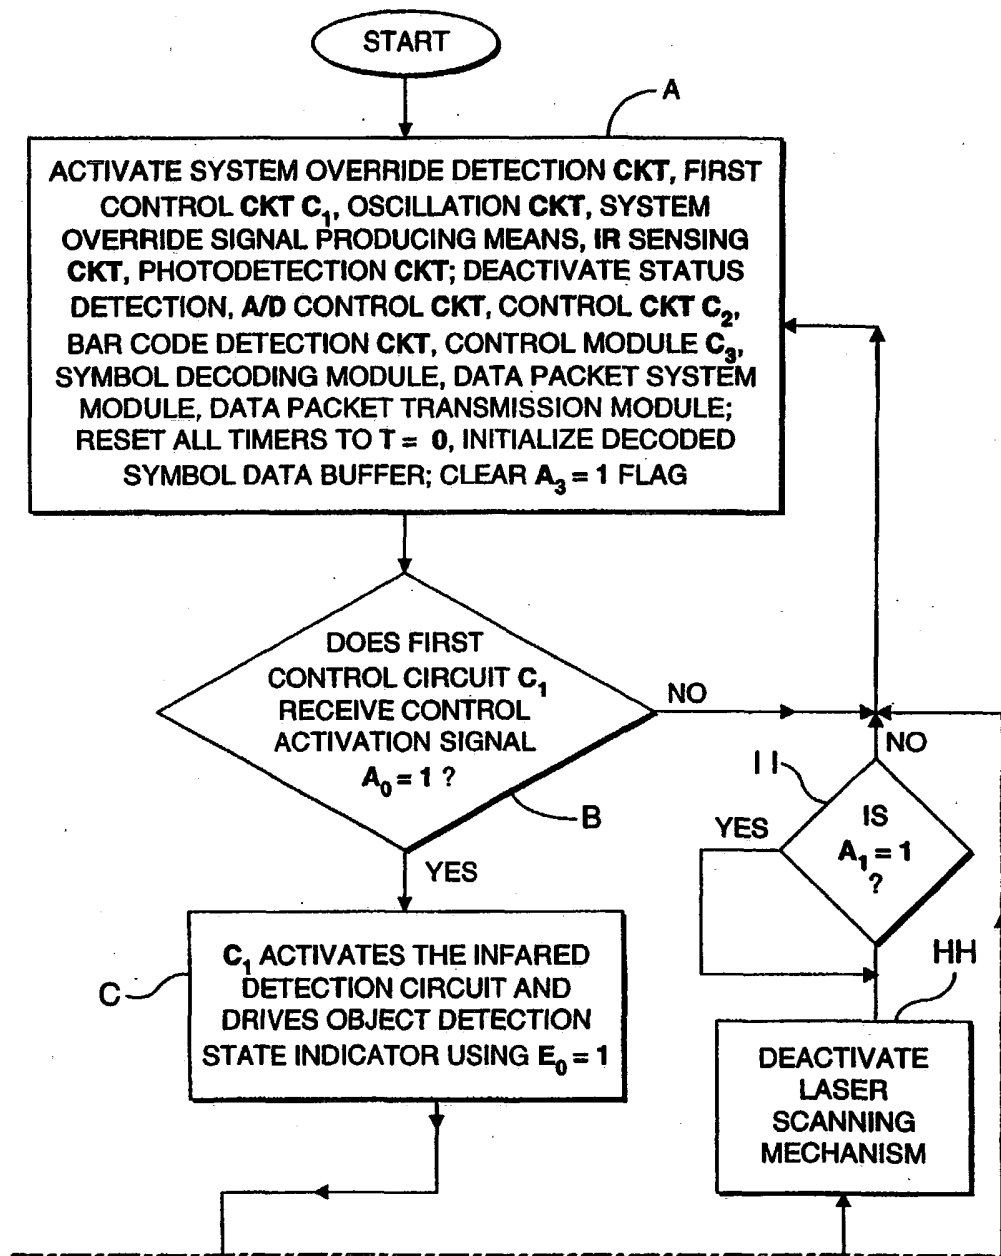 START
A
ACTIVATE SYSTEM OVERRIDE DETECTION CKT, FIRST
CONTROL CKT C₁, OSCILLATION CKT, SYSTEM
OVERRIDE SIGNAL PRODUCING MEANS, IR SENSING
CKT, PHOTODETECTION CKT; DEACTIVATE STATUS
DETECTION, A/D CONTROL CKT, CONTROL CKT C₂,
BAR CODE DETECTION CKT, CONTROL MODULE C₃,
SYMBOL DECODING MODULE, DATA PACKET SYSTEM
MODULE, DATA PACKET TRANSMISSION MODULE;
RESET ALL TIMERS TO T = 0, INITIALIZE DECODED
SYMBOL DATA BUFFER; CLEAR A₃ = 1 FLAG
DOES FIRST
CONTROL CIRCUIT C₁
RECEIVE CONTROL
ACTIVATION SIGNAL
A₀ = 1 ?
NO
B
YES
NO
II
IS
A₁ = 1
?
YES
C
C₁ ACTIVATES THE INFARED
DETECTION CIRCUIT AND
DRIVES OBJECT DETECTION
STATE INDICATOR USING E₀ = 1
HH
DEACTIVATE
LASER
SCANNING
MECHANISM